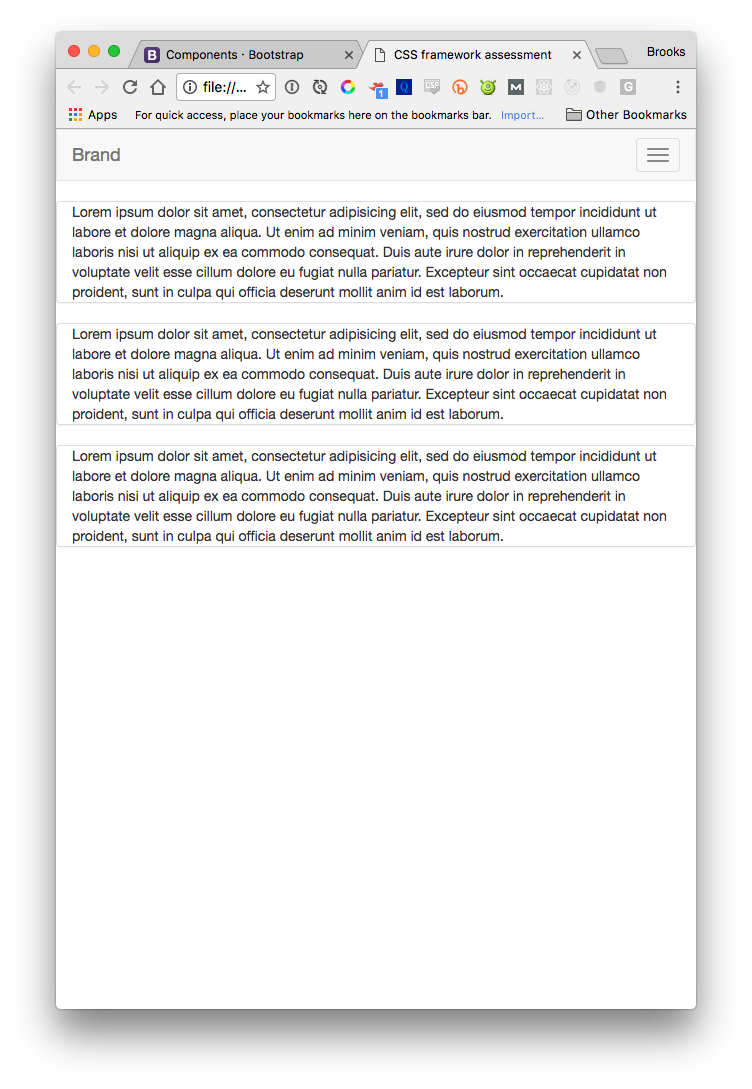 Components · Bootstrap
CSS framework assessment
Brooks
file://...
1
Apps
For quick access, place your bookmarks here on the bookmarks bar. Import...
Other Bookmarks
Brand
Lorem ipsum dolor sit amet, consectetur adipisicing elit, sed do eiusmod tempor incididunt ut
labore et dolore magna aliqua. Ut enim ad minim veniam, quis nostrud exercitation ullamco
laboris nisi ut aliquip ex ea commodo consequat. Duis aute irure dolor in reprehenderit in
voluptate velit esse cillum dolore eu fugiat nulla pariatur. Excepteur sint occaecat cupidatat non
proident, sunt in culpa qui officia deserunt mollit anim id est laborum.
Lorem ipsum dolor sit amet, consectetur adipisicing elit, sed do eiusmod tempor incididunt ut
labore et dolore magna aliqua. Ut enim ad minim veniam, quis nostrud exercitation ullamco
laboris nisi ut aliquip ex ea commodo consequat. Duis aute irure dolor in reprehenderit in
voluptate velit esse cillum dolore eu fugiat nulla pariatur. Excepteur sint occaecat cupidatat non
proident, sunt in culpa qui officia deserunt mollit anim id est laborum.
Lorem ipsum dolor sit amet, consectetur adipisicing elit, sed do eiusmod tempor incididunt ut
labore et dolore magna aliqua. Ut enim ad minim veniam, quis nostrud exercitation ullamco
laboris nisi ut aliquip ex ea commodo consequat. Duis aute irure dolor in reprehenderit in
voluptate velit esse cillum dolore eu fugiat nulla pariatur. Excepteur sint occaecat cupidatat non
proident, sunt in culpa qui officia deserunt mollit anim id est laborum.